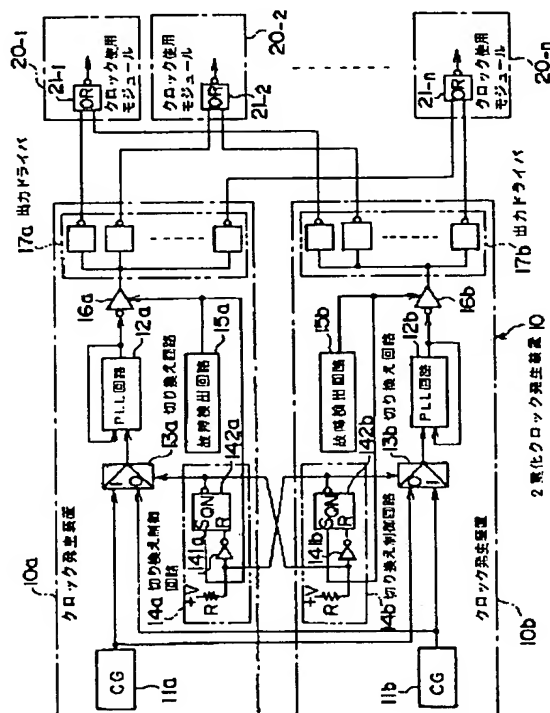 20-1
クロック使用
モジュール
OR
21-1
20-2
クロック使用
モジュール
OR
21-2
20-n
クロック使用
モジュール
OR
21-n
17a 出力ドライバ
17b 出力ドライバ
16a
16b
12a
PLL回路
15a
故障検出回路
15b
故障検出回路
12b
PLL回路
13a 切り換え回路
13b 切り換え回路
142a
S QN
R
141a
142b
S QN
R
141b
14a 切り換え制御
回路
+V
R
14b 切り換え制御回路
+V
R
10a
クロック発生装置
10b
クロック発生装置
2重化クロック発生装置 10
CG
11a
CG
11b